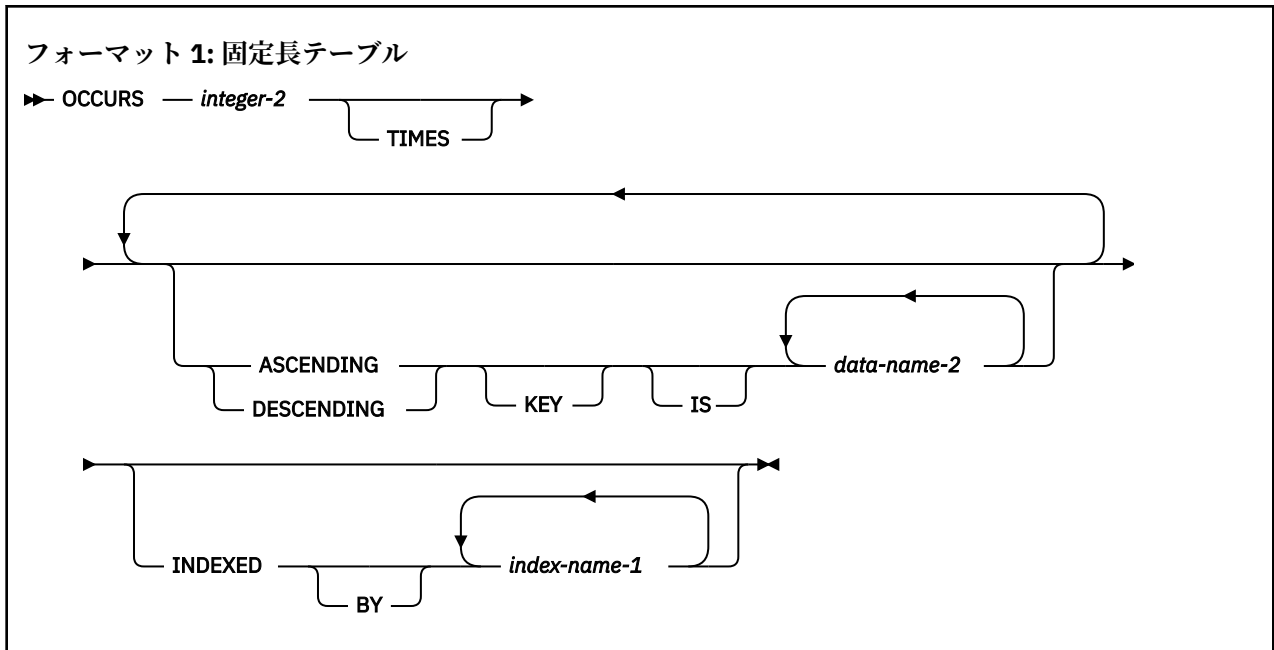 フォーマット 1: 固定長テーブル
OCCURS integer-2
TIMES
ASCENDING data-name-2
DESCENDING KEY IS
INDEXED index-name-1
BY